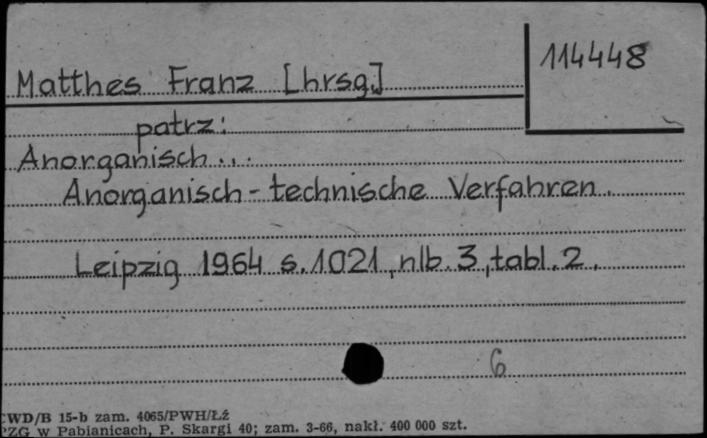 114448
Matthes Franz [hrsg.]
patrz:
Anorganisch...
Anorganisch-technische Verfahren.
Leipzig 1964 s. 1021, nlb. 3, tabl. 2.
6
CWD/B 15-b zam. 4065/PWH/Łź
PZG w Pabianicach, P. Skargi 40; zam. 3-66, nakł. 400 000 szt.